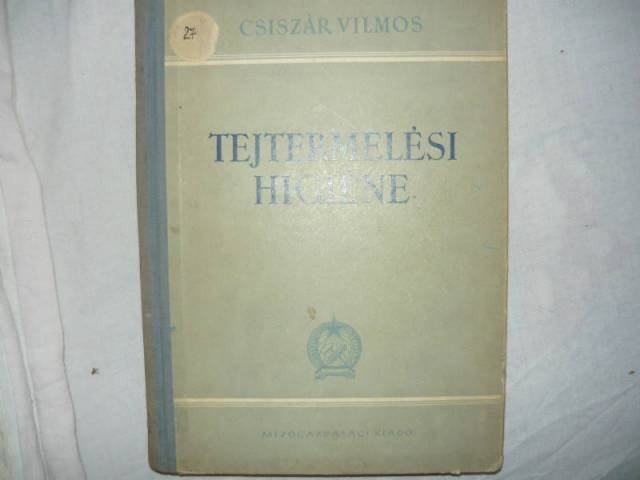 27
CSISZÁR VILMOS
TEJTERMELÉSI
HIGIÉNE
MEZŐGAZDASÁGI KIADÓ